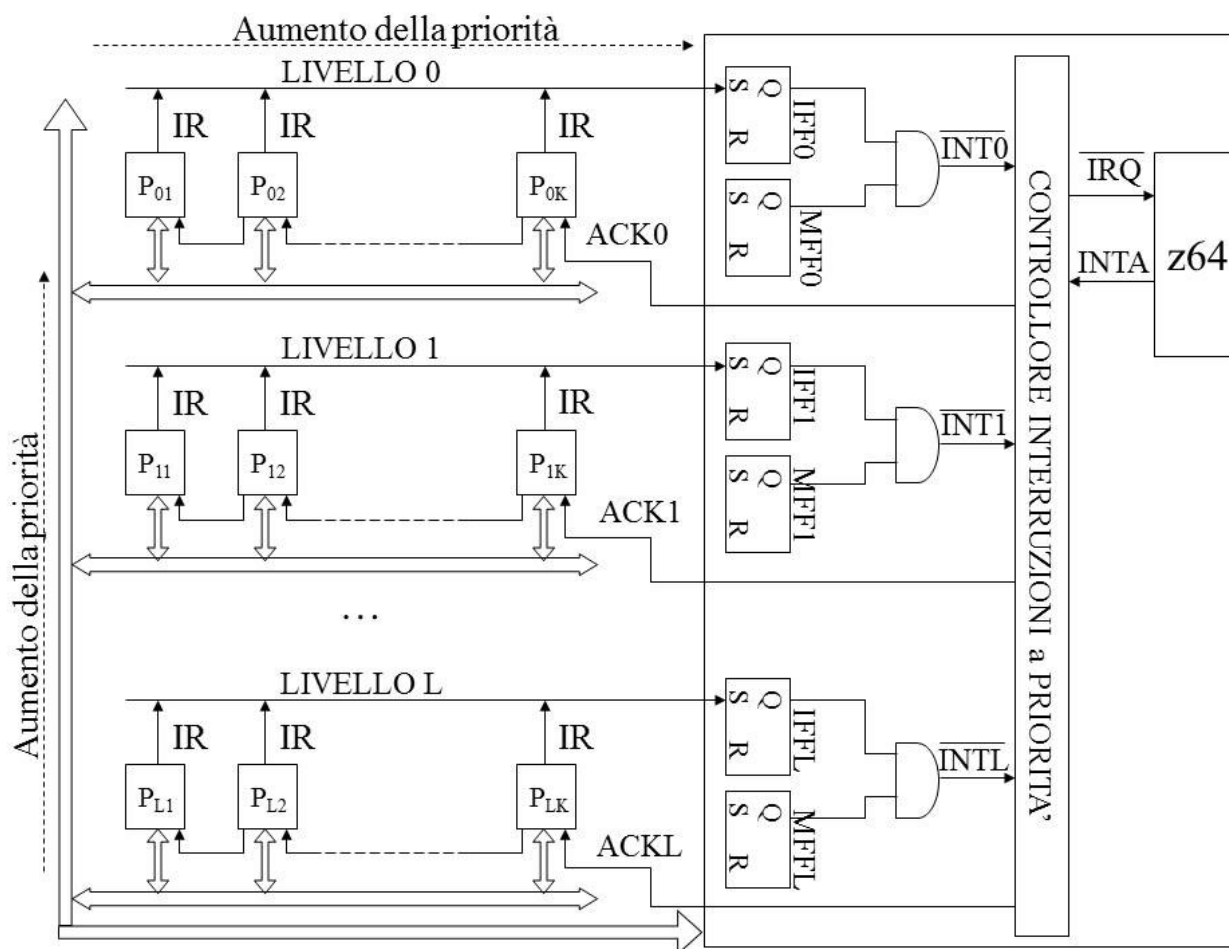 Aumento della priorità
LIVELLO 0
IR IR IR
P01 P02 P0K
ACK0
S Q R IFF0
S Q R MFF0
INT0
LIVELLO 1
IR IR IR
P11 P12 P1K
ACK1
S Q R IFF1
S Q R MFF1
INT1
...
LIVELLO L
IR IR IR
PL1 PL2 PLK
ACKL
S Q R IFFL
S Q R MFFL
INTL
Aumento della priorità
CONTROLLORE INTERRUZIONI a PRIORITA'
IRQ
INTA
z64